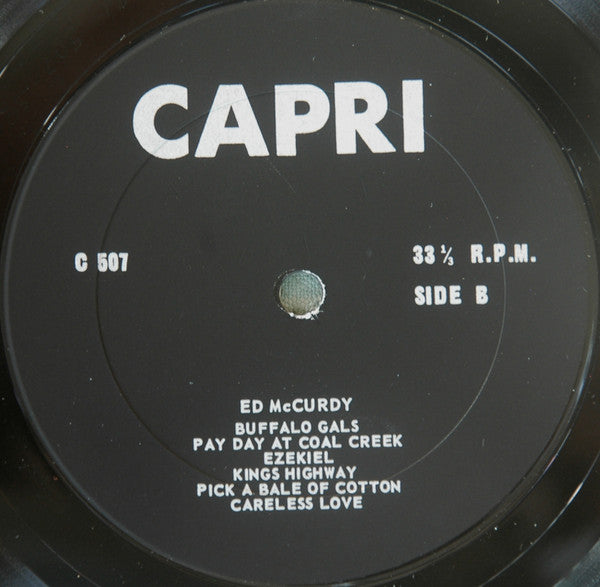 CAPRI
C 507
33 ⅓ R.P.M.
SIDE B
ED McCURDY
BUFFALO GALS
PAY DAY AT COAL CREEK
EZEKIEL
KINGS HIGHWAY
PICK A BALE OF COTTON
CARELESS LOVE